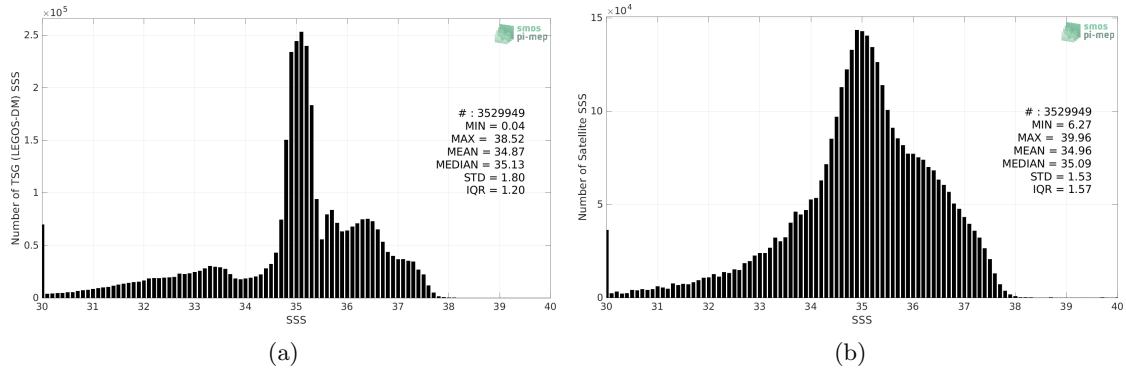 ×10⁵
2.5
2
1.5
1
0.5
0
Number of TSG (LEGOS-DM) SSS
smos
pi-mep
# : 3529949
MIN = 0.04
MAX = 38.52
MEAN = 34.87
MEDIAN = 35.13
STD = 1.80
IQR = 1.20
30 31 32 33 34 35 36 37 38 39 40
SSS
(a)
×10⁴
15
10
5
0
Number of Satellite SSS
smos
pi-mep
# : 3529949
MIN = 6.27
MAX = 39.96
MEAN = 34.96
MEDIAN = 35.09
STD = 1.53
IQR = 1.57
30 31 32 33 34 35 36 37 38 39 40
SSS
(b)